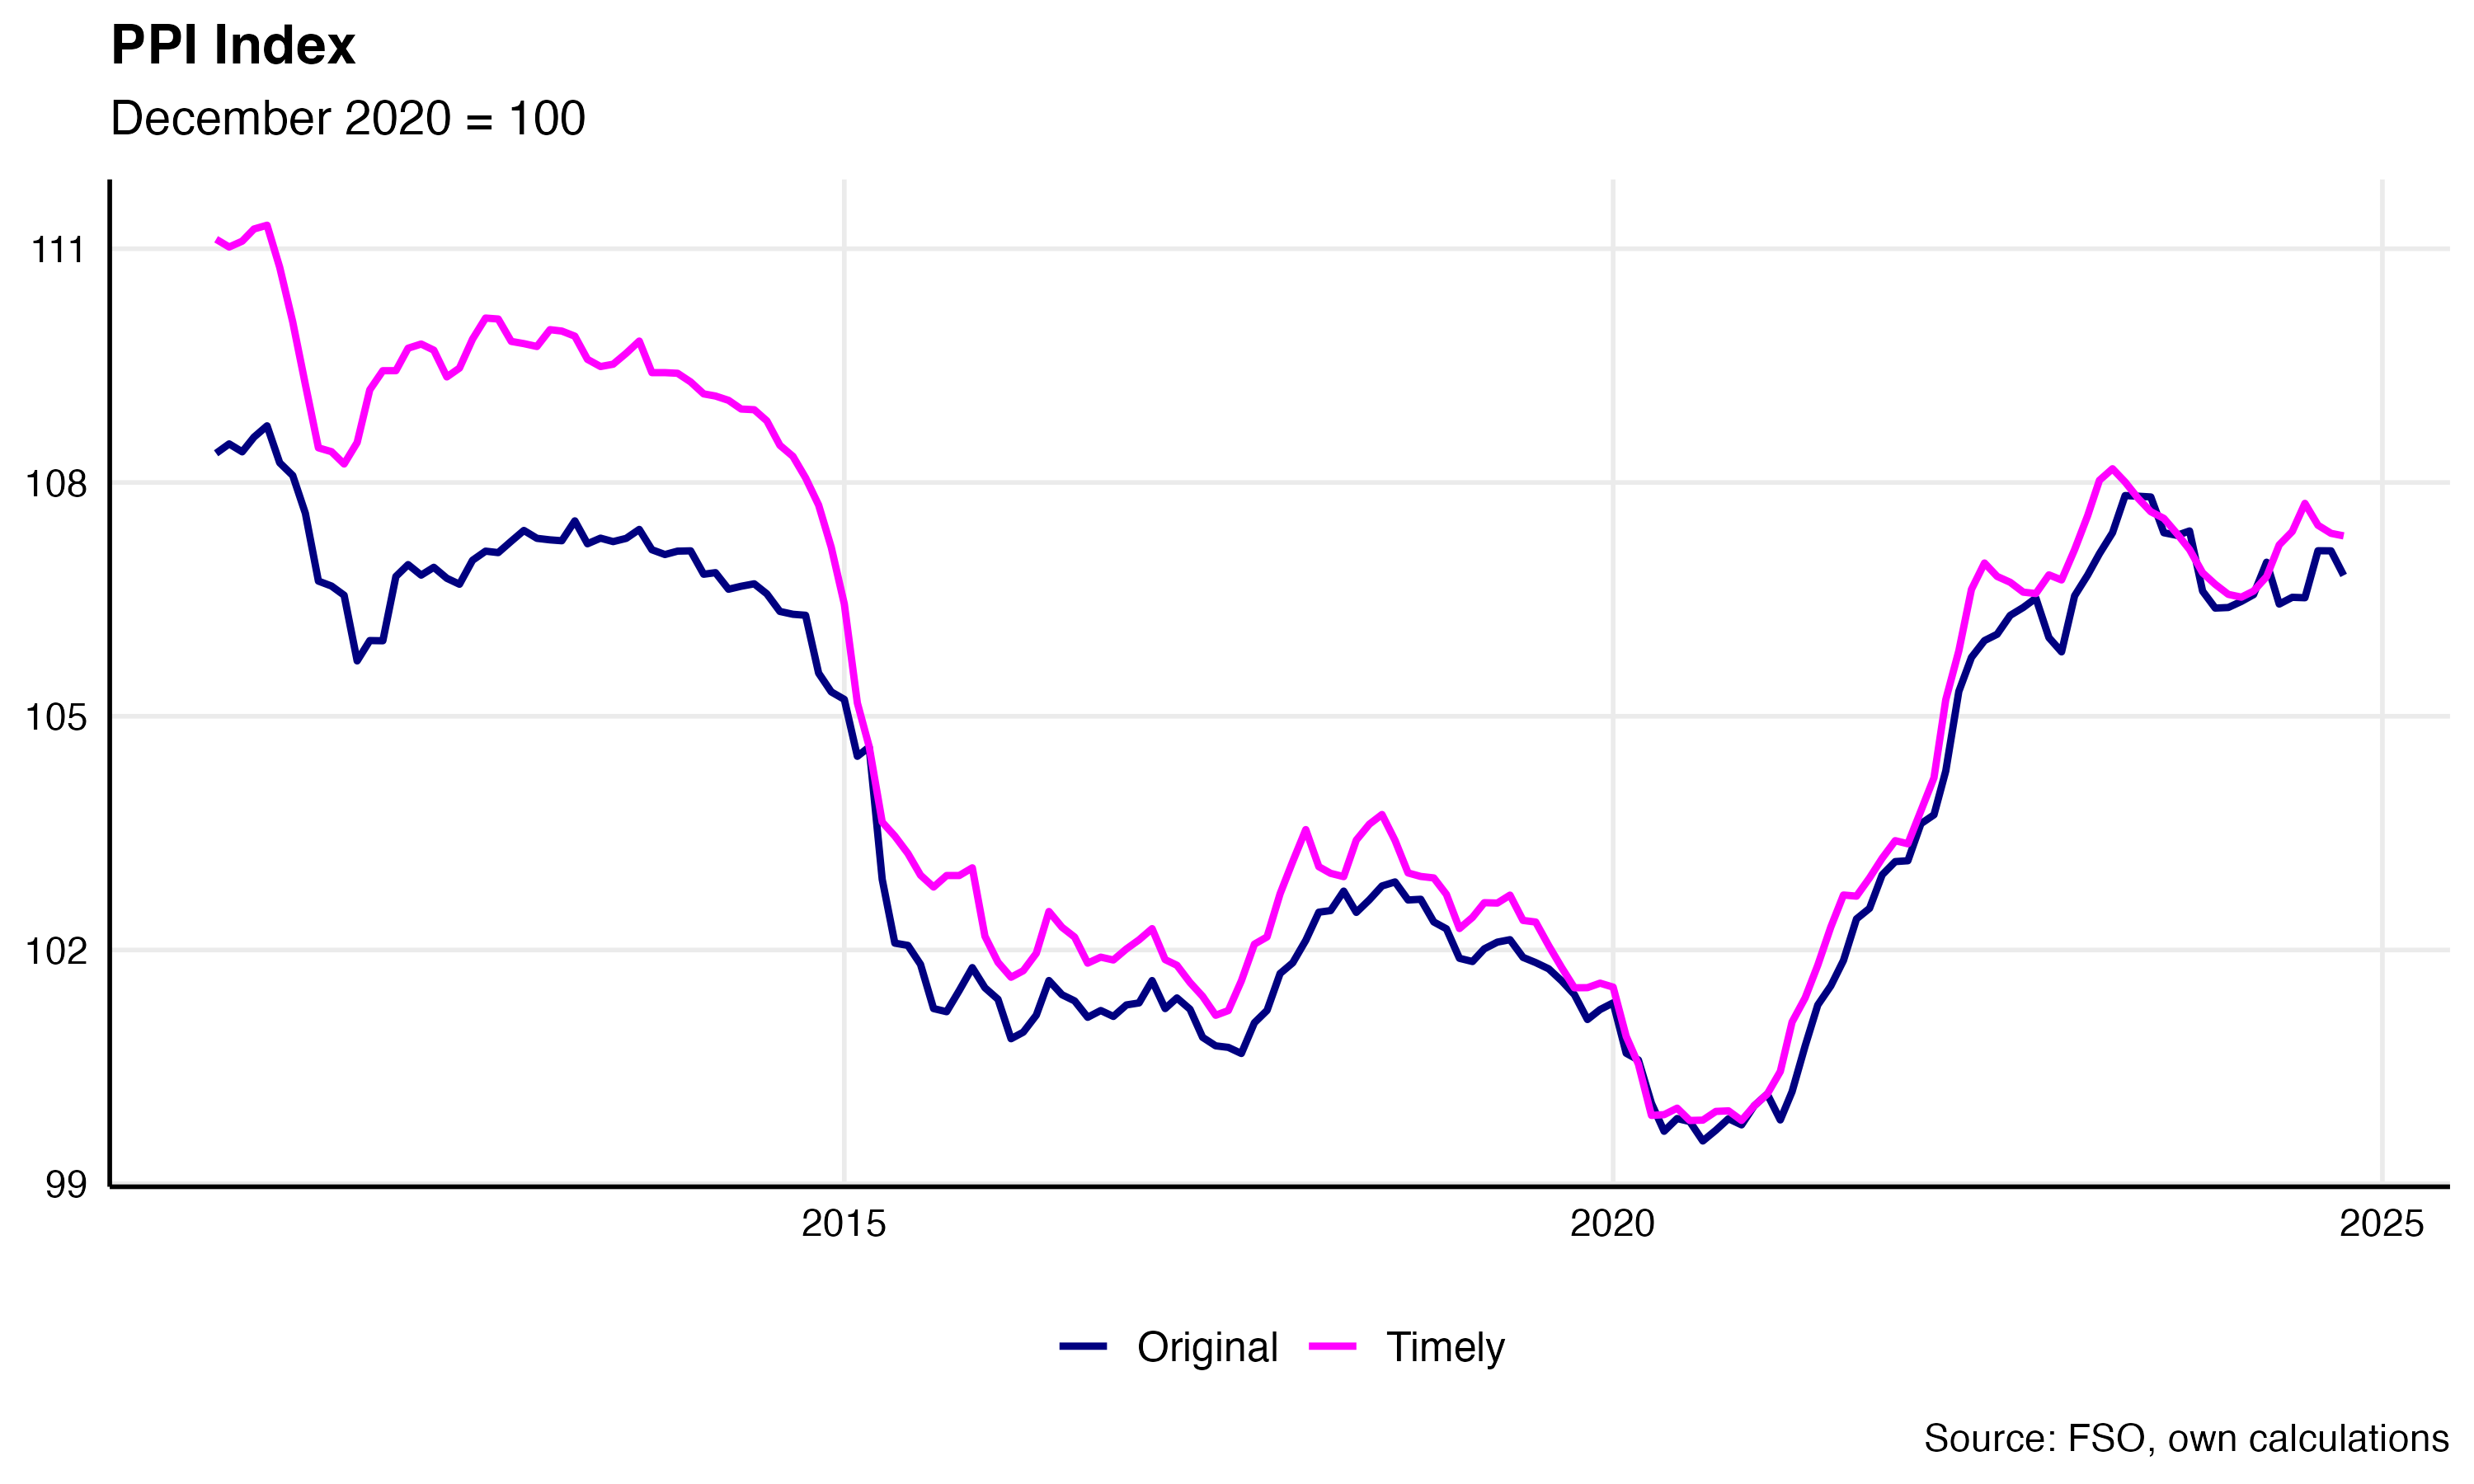 PPI Index
December 2020 = 100
111
108
105
102
99
2015 2020 2025
Original Timely
Source: FSO, own calculations